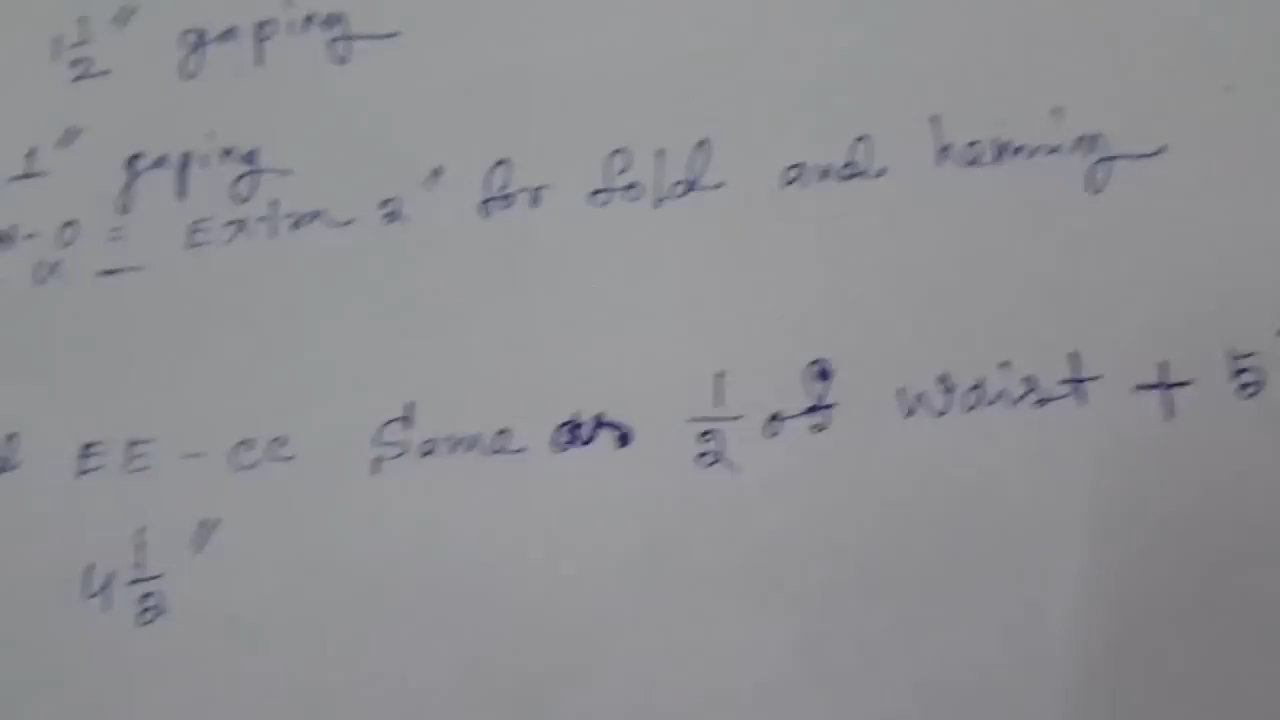 1 1/2" gaping
1" gaping
-D = Extra 2" for fold and hemming
EE-CC Same as 1/2 of waist + 5
4 1/2"